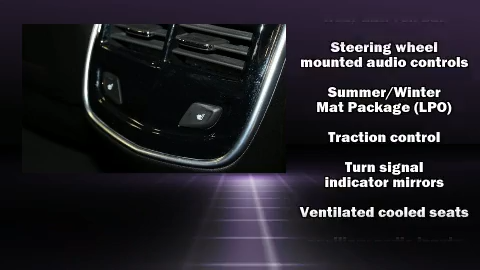 Steering wheel
mounted audio controls
Summer/Winter
Mat Package (LPO)
Traction control
Turn signal
indicator mirrors
Ventilated cooled seats